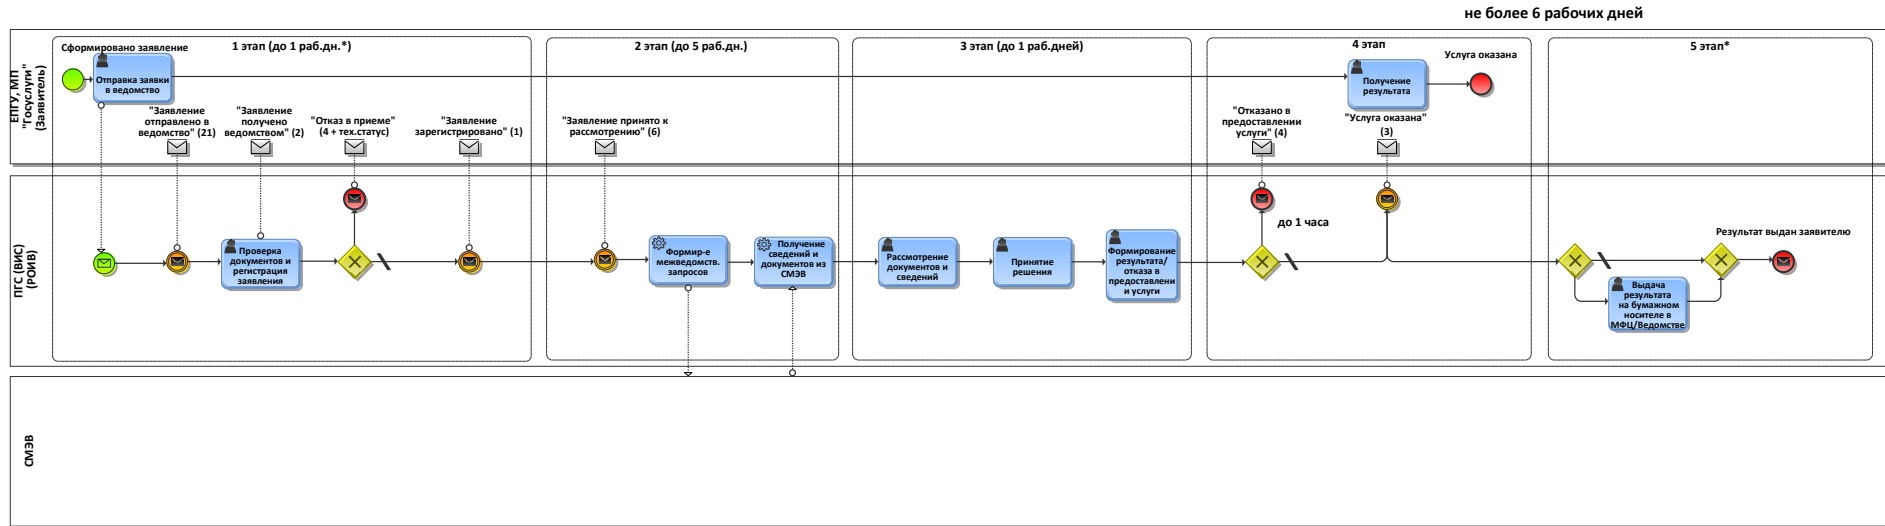 не более 6 рабочих дней
ЕПГУ, МП
"Госуслуги"
(Заявитель)
Сформировано заявление
1 этап (до 1 раб.дн.*)
2 этап (до 5 раб.дн.)
3 этап (до 1 раб.дней)
4 этап
5 этап*
Отправка заявки
в ведомство
Получение
результата
Услуга оказана
"Заявление
отправлено в
ведомство" (21)
"Заявление
получено
ведомством" (2)
"Отказ в приеме"
(4 + тех.статус)
"Заявление
зарегистрировано" (1)
"Заявление принято к
рассмотрению" (6)
"Отказано в
предоставлении
услуги" (4)
"Услуга оказана"
(3)
ПГС (ВИС)
(РОИВ)
Проверка
документов и
регистрация
заявления
Формир-е
межведомств.
запросов
Получение
сведений и
документов из
СМЭВ
Рассмотрение
документов и
сведений
Принятие
решения
Формирование
результата/
отказа в
предоставлени
и услуги
до 1 часа
Выдача
результата
на бумажном
носителе в
МФЦ/Ведомстве
Результат выдан заявителю
СМЭВ